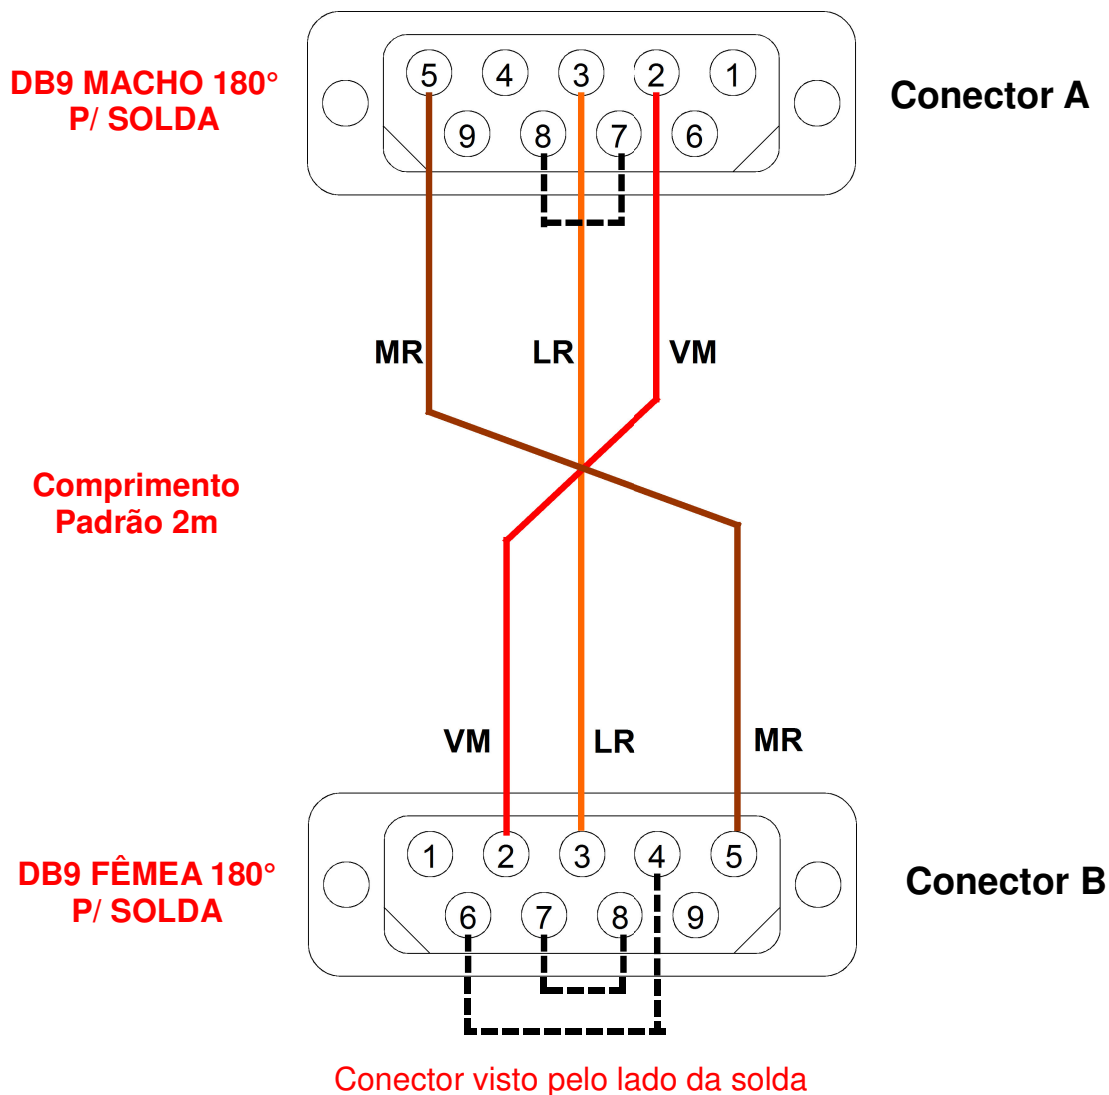 DB9 MACHO 180°
P/ SOLDA
Conector A
5 4 3 2 1
9 8 7 6
MR LR VM
Comprimento
Padrão 2m
VM LR MR
DB9 FÊMEA 180°
P/ SOLDA
Conector B
1 2 3 4 5
6 7 8 9
Conector visto pelo lado da solda